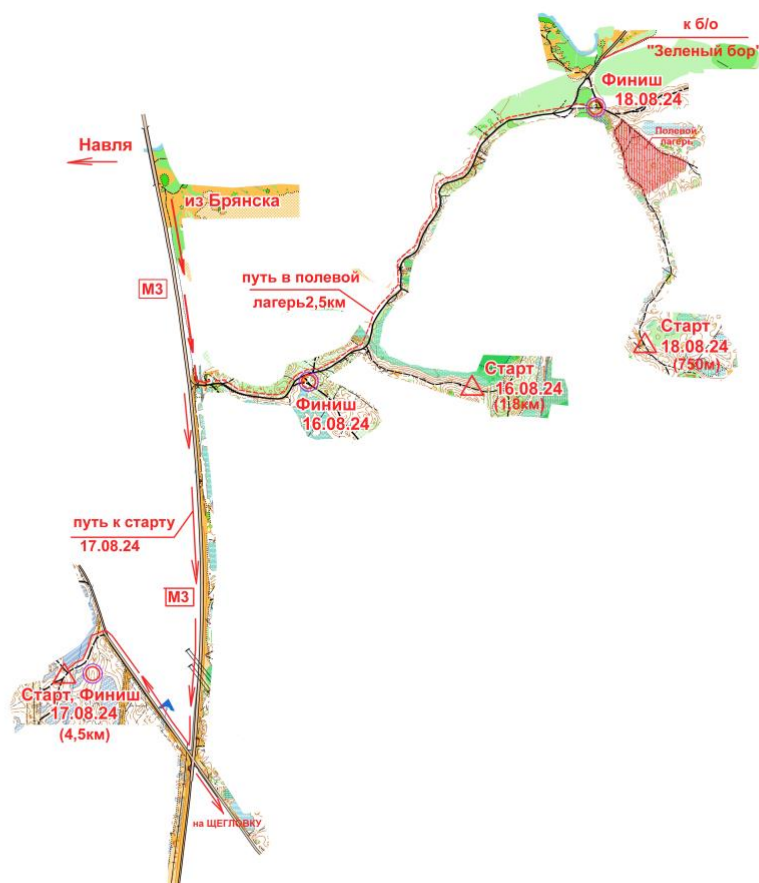 к б/о
"Зеленый бор"
Финиш
18.08.24
Полевой
лагерь
Навля
из Брянска
М3
путь в полевой
лагерь2,5км
Старт
18.08.24
(750м)
Старт
16.08.24
(1,8км)
Финиш
16.08.24
путь к старту
17.08.24
М3
Старт, Финиш
17.08.24
(4,5км)
на ЩЕГЛОВКУ